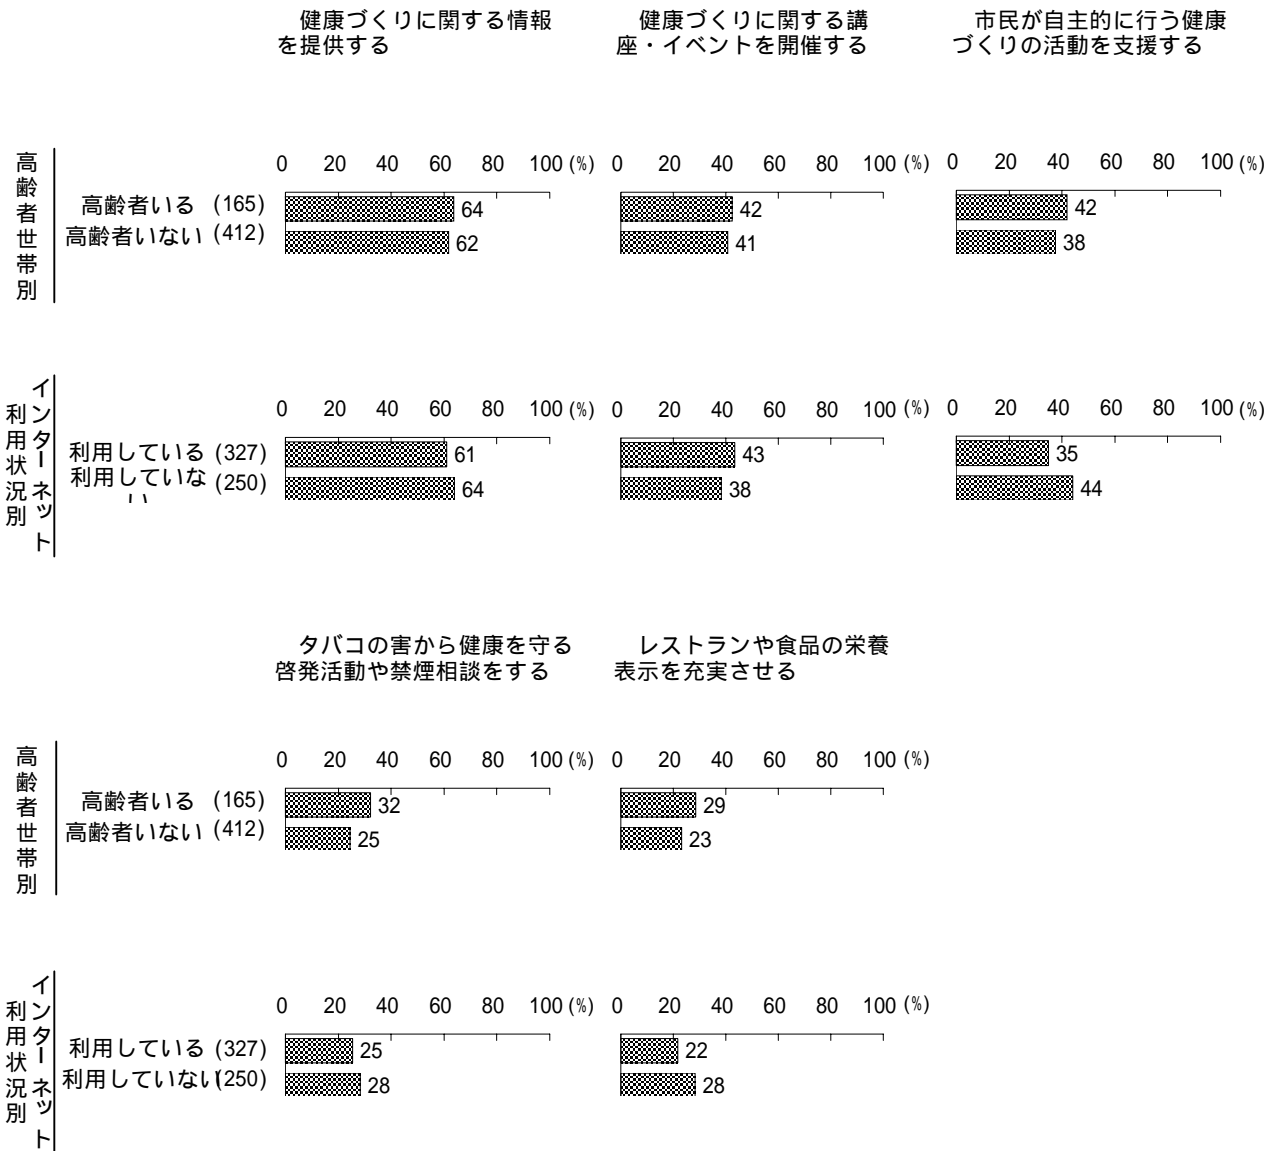 健康づくりに関する情報
を提供する
健康づくりに関する講
座・イベントを開催する
市民が自主的に行う健康
づくりの活動を支援する
高齢者世帯別
0 20 40 60 80 100 (%)
0 20 40 60 80 100 (%)
0 20 40 60 80 100 (%)
高齢者いる (165) 64 42 42
高齢者いない (412) 62 41 38
インターネット
利用状況別
0 20 40 60 80 100 (%)
0 20 40 60 80 100 (%)
0 20 40 60 80 100 (%)
利用している (327) 61 43 35
利用していな (250) 64 38 44
い
タバコの害から健康を守る
啓発活動や禁煙相談をする
レストランや食品の栄養
表示を充実させる
高齢者世帯別
0 20 40 60 80 100 (%)
0 20 40 60 80 100 (%)
高齢者いる (165) 32 29
高齢者いない (412) 25 23
インターネット
利用状況別
0 20 40 60 80 100 (%)
0 20 40 60 80 100 (%)
利用している (327) 25 22
利用していない (250) 28 28